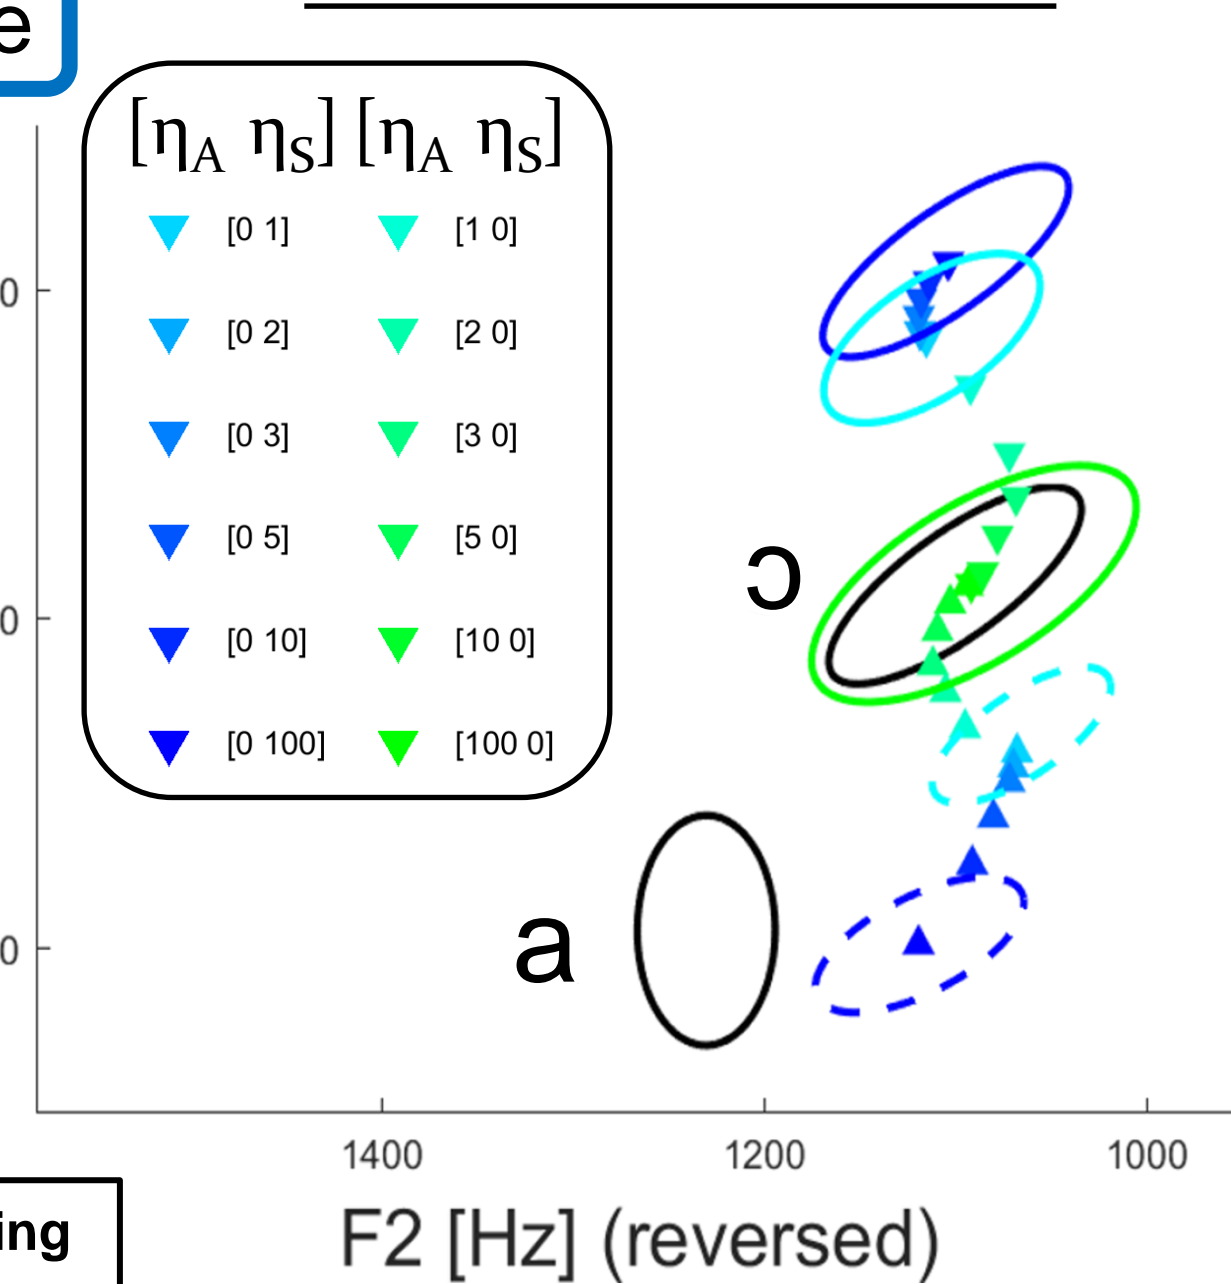 e
[ηA ηS] [ηA ηS]
[0 1] [1 0]
[0 2] [2 0]
[0 3] [3 0]
[0 5] [5 0]
[0 10] [10 0]
[0 100] [100 0]
0
ɔ
0
a
0
1400 1200 1000
F2 [Hz] (reversed)
ing